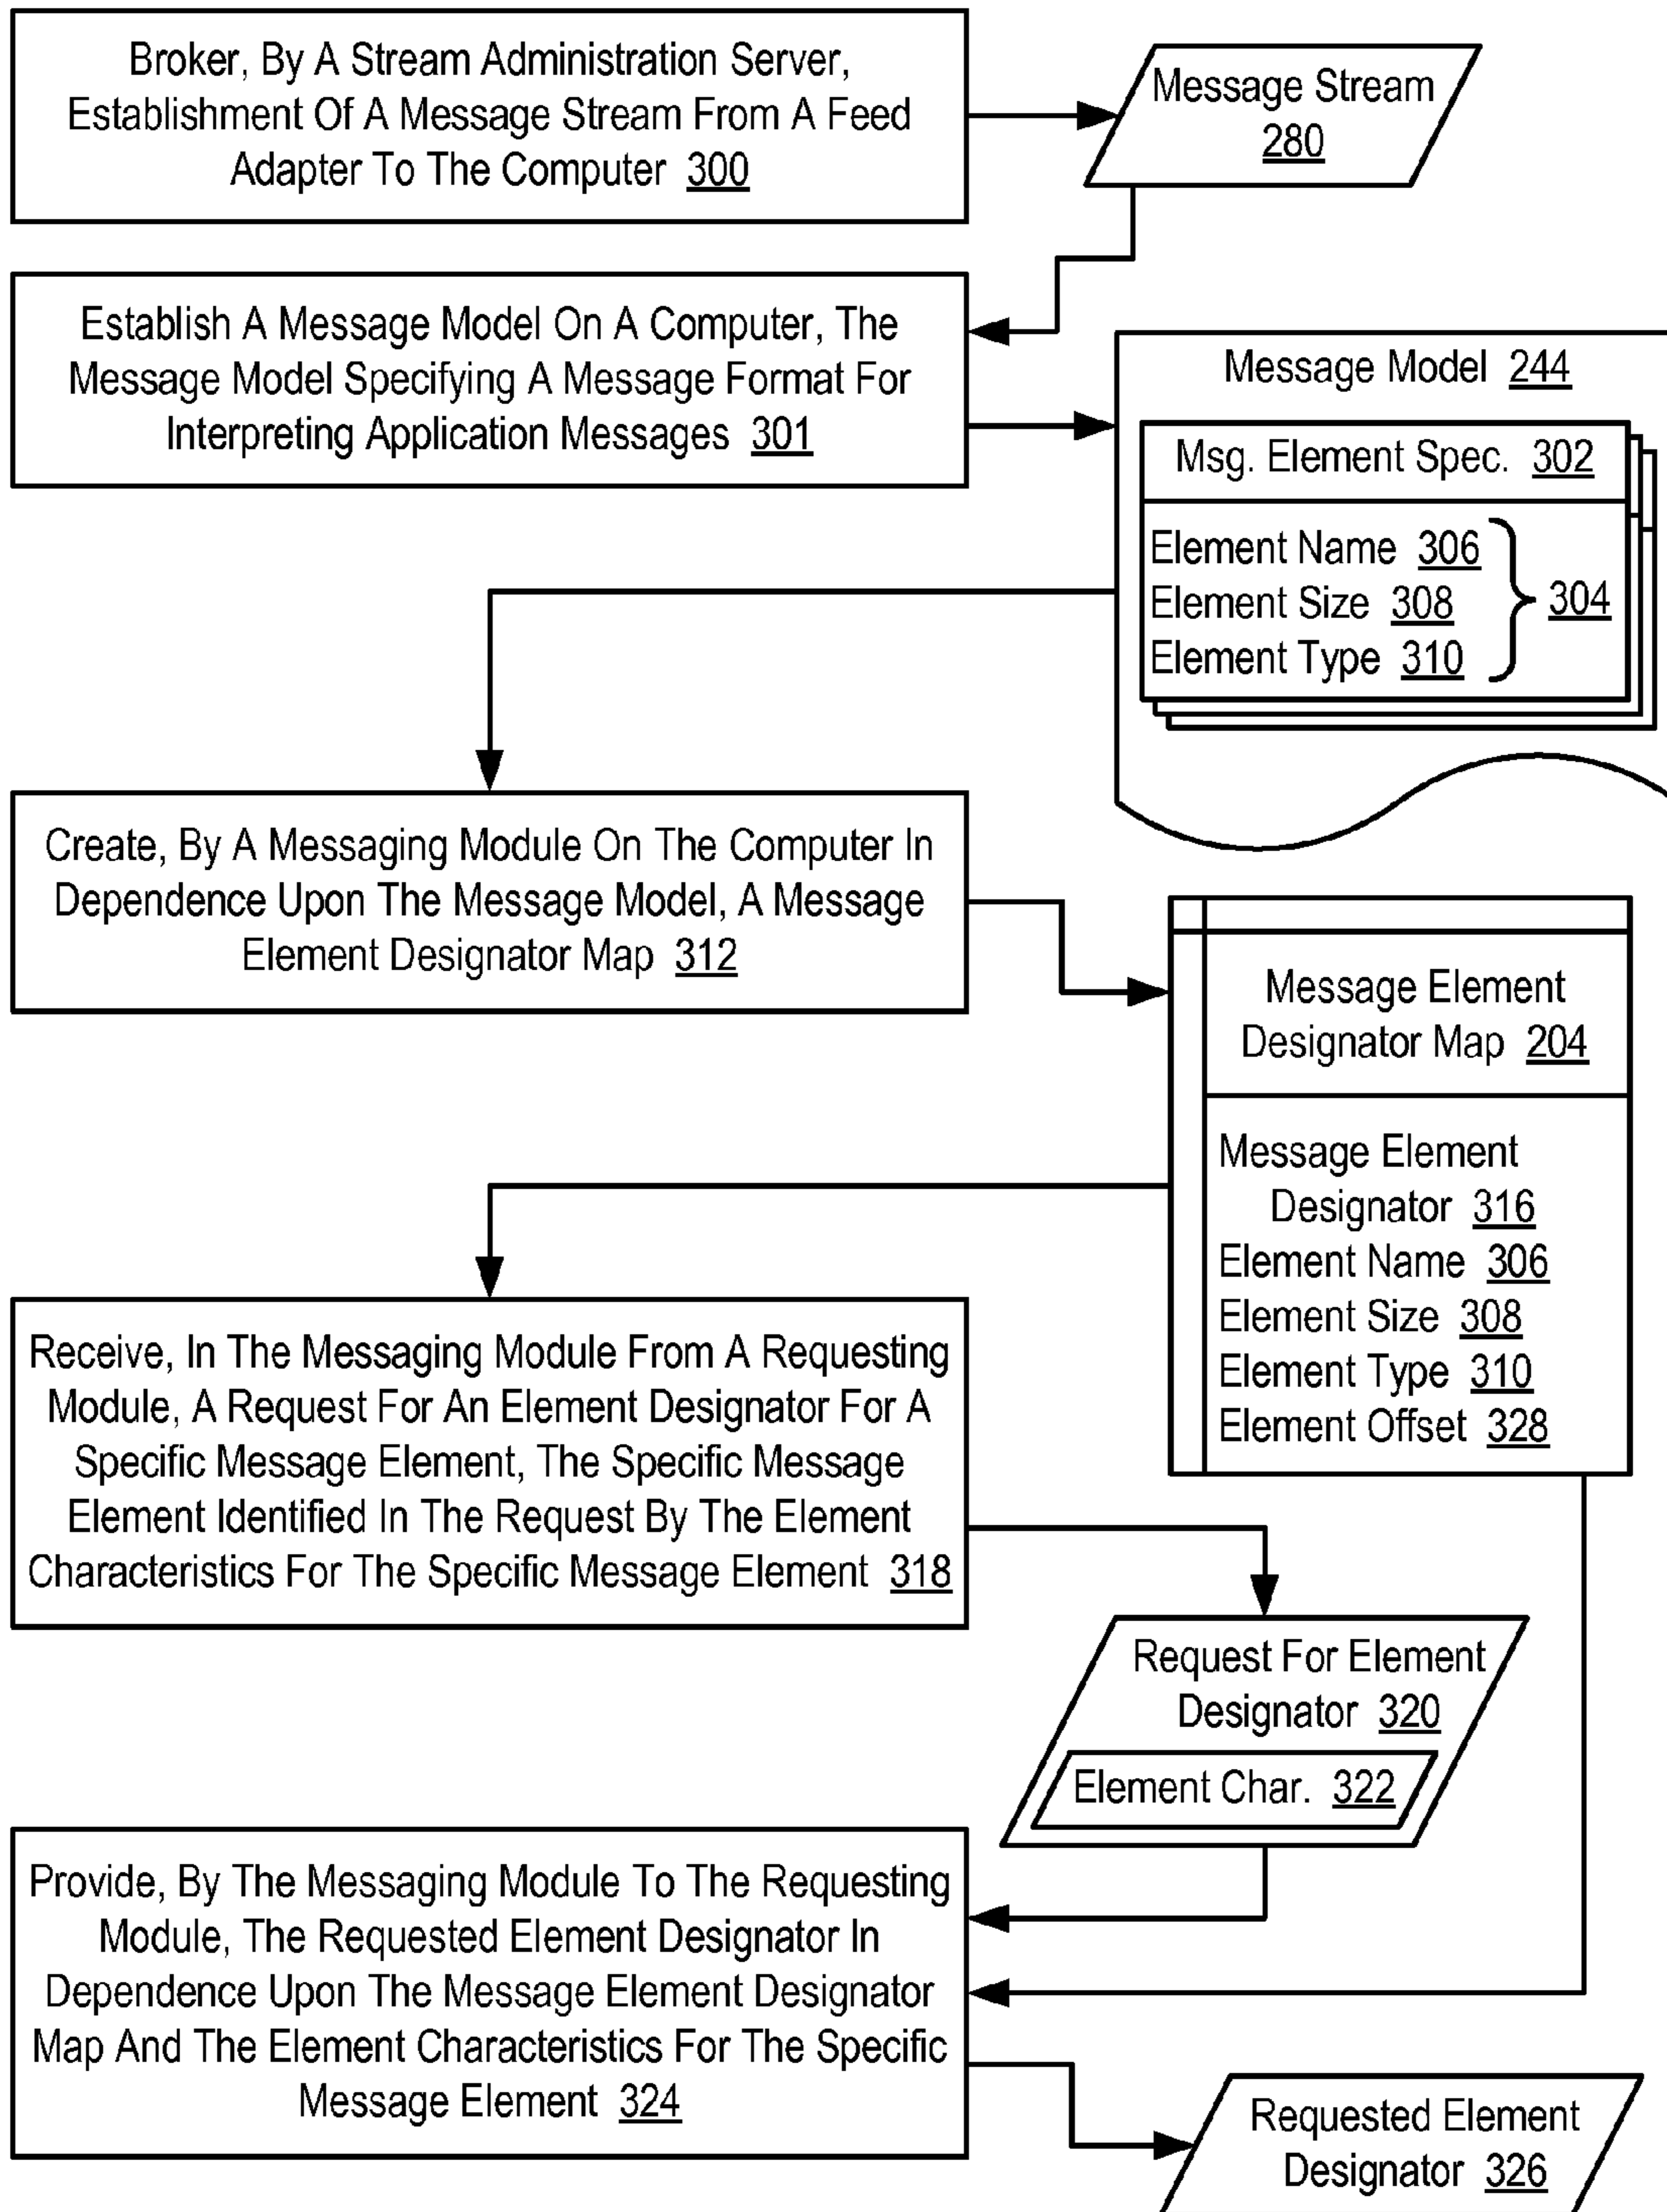 Broker, By A Stream Administration Server,
Establishment Of A Message Stream From A Feed
Adapter To The Computer 300
Message Stream
280
Establish A Message Model On A Computer, The
Message Model Specifying A Message Format For
Interpreting Application Messages 301
Message Model 244
Msg. Element Spec. 302
Element Name 306
Element Size 308
Element Type 310
304
Create, By A Messaging Module On The Computer In
Dependence Upon The Message Model, A Message
Element Designator Map 312
Message Element
Designator Map 204
Message Element
Designator 316
Element Name 306
Element Size 308
Element Type 310
Element Offset 328
Receive, In The Messaging Module From A Requesting
Module, A Request For An Element Designator For A
Specific Message Element, The Specific Message
Element Identified In The Request By The Element
Characteristics For The Specific Message Element 318
Request For Element
Designator 320
Element Char. 322
Provide, By The Messaging Module To The Requesting
Module, The Requested Element Designator In
Dependence Upon The Message Element Designator
Map And The Element Characteristics For The Specific
Message Element 324
Requested Element
Designator 326